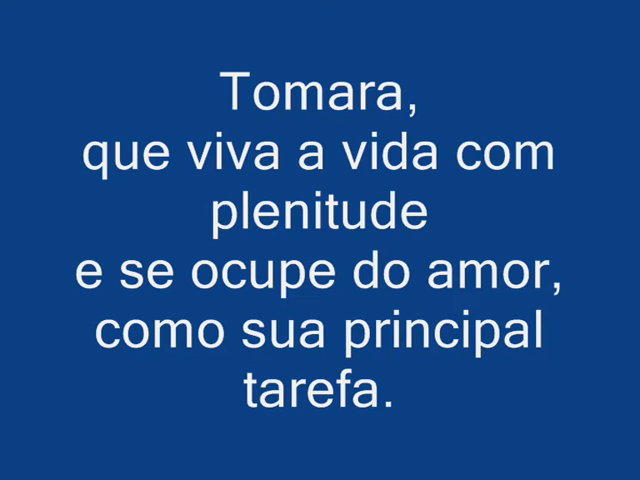 Tomara,
que viva a vida com
plenitude
e se ocupe do amor,
como sua principal
tarefa.